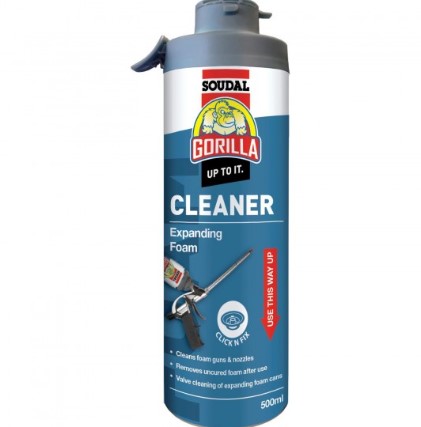 SOUDAL
GORILLA
UP TO IT.
CLEANER
Expanding
Foam
USE THIS WAY UP
CLICK'N FIX
• Cleans foam guns & nozzles
• Removes uncured foam after use
• Valve cleaning of expanding foam cans.
500ml